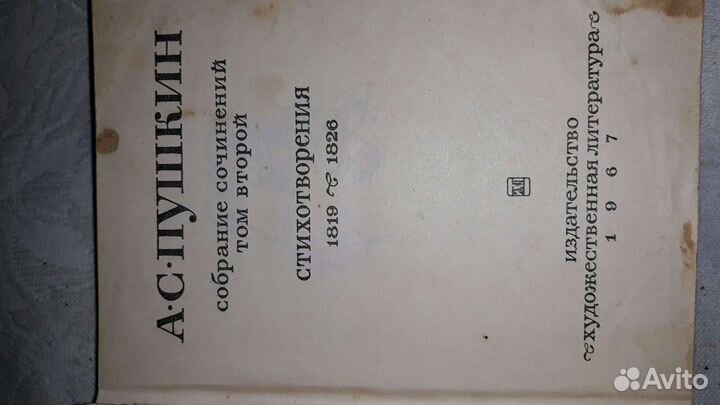 А·С·ПУШКИН
собрание сочинений
том второй
стихотворения
1819 ~ 1826
издательство
~художественная литература~
1 9 6 7
Avito